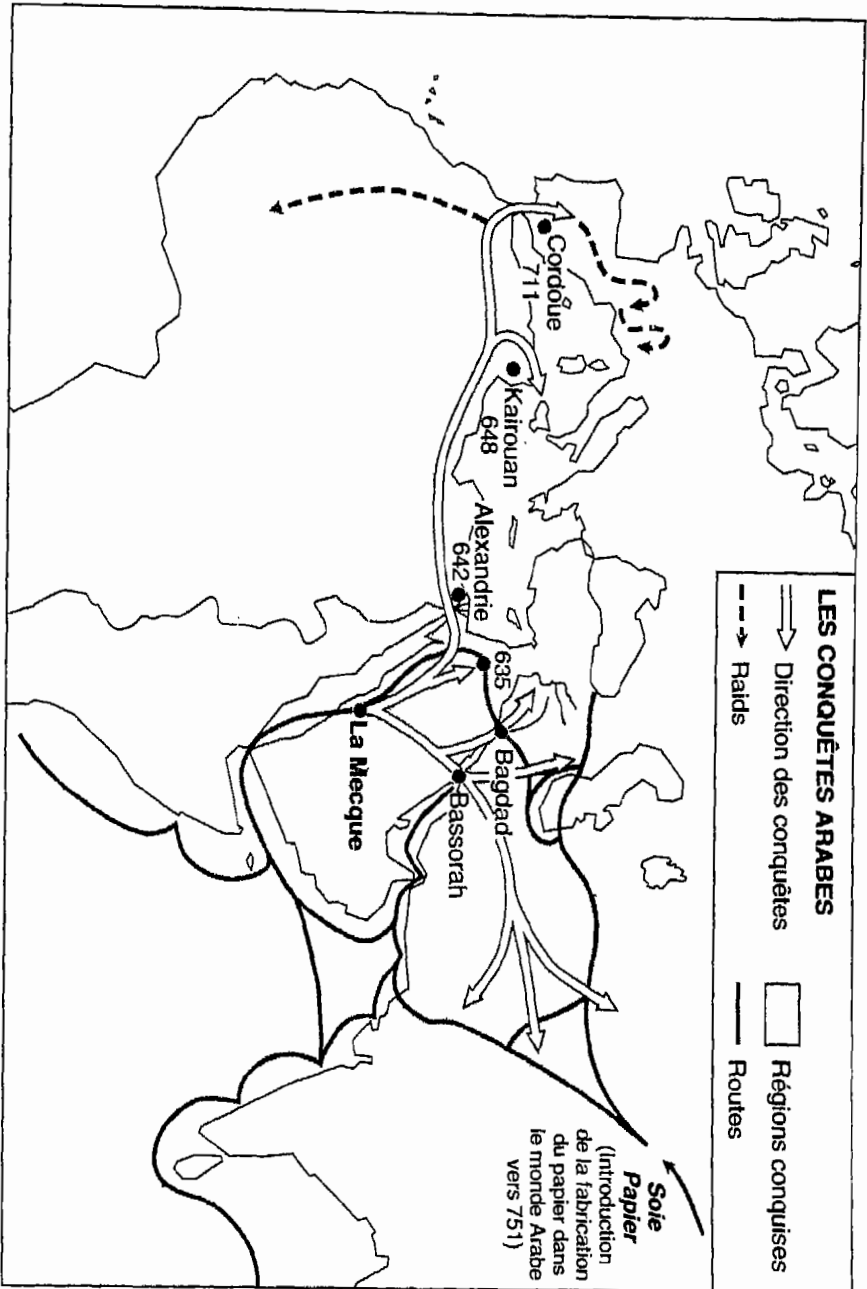 LES CONQUÊTES ARABES
Direction des conquêtes
Régions conquises
Raids
Routes
Cordoue
711
Kairouan
648
Alexandrie
642
635
Bagdad
Bassorah
La Mecque
Soie
Papier
(Introduction
de la fabrication
du papier dans
le monde Arabe
vers 751)